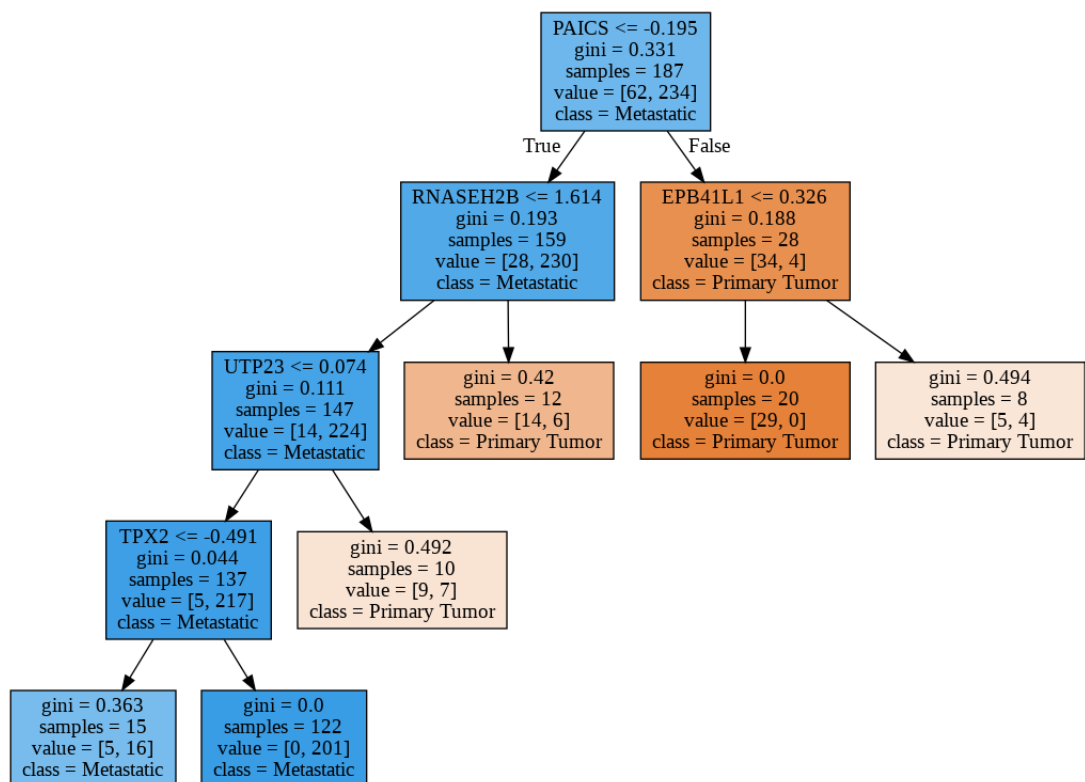 PAICS <= -0.195
gini = 0.331
samples = 187
value = [62, 234]
class = Metastatic
True
False
RNASEH2B <= 1.614
gini = 0.193
samples = 159
value = [28, 230]
class = Metastatic
EPB41L1 <= 0.326
gini = 0.188
samples = 28
value = [34, 4]
class = Primary Tumor
UTP23 <= 0.074
gini = 0.111
samples = 147
value = [14, 224]
class = Metastatic
gini = 0.42
samples = 12
value = [14, 6]
class = Primary Tumor
gini = 0.0
samples = 20
value = [29, 0]
class = Primary Tumor
gini = 0.494
samples = 8
value = [5, 4]
class = Primary Tumor
TPX2 <= -0.491
gini = 0.044
samples = 137
value = [5, 217]
class = Metastatic
gini = 0.492
samples = 10
value = [9, 7]
class = Primary Tumor
gini = 0.363
samples = 15
value = [5, 16]
class = Metastatic
gini = 0.0
samples = 122
value = [0, 201]
class = Metastatic